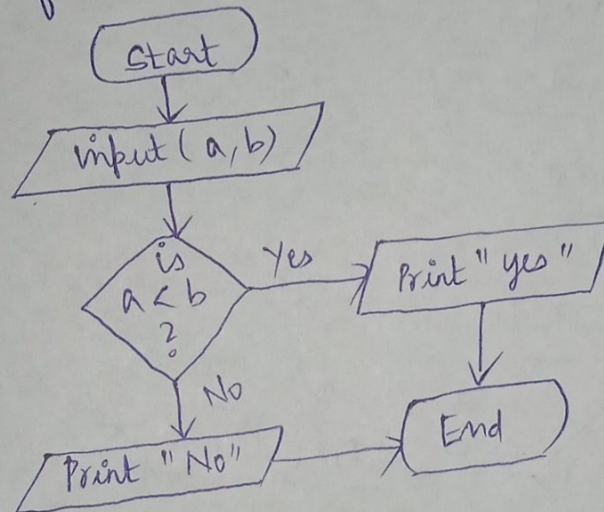 Start
input (a, b)
is
a < b
?
Yes
Print "yes"
No
Print "No"
End